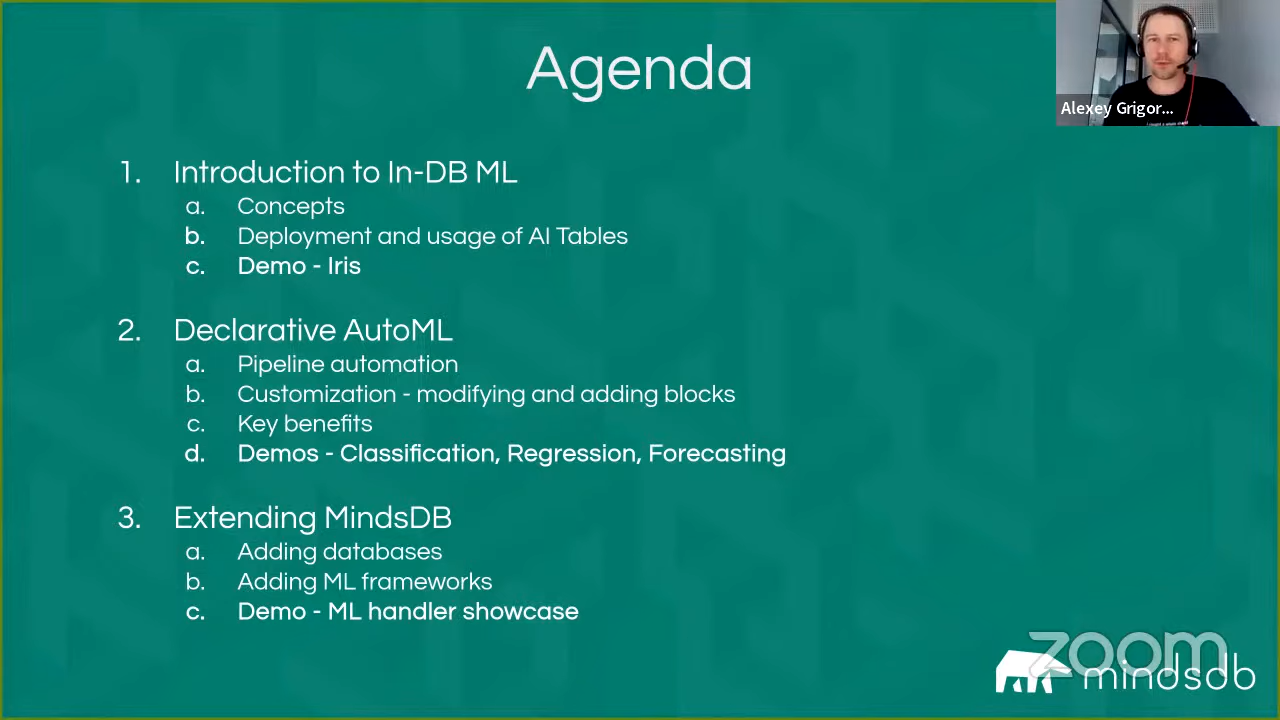 Agenda
Alexey Grigor...
1. Introduction to In-DB ML
a. Concepts
b. Deployment and usage of AI Tables
c. Demo - Iris
2. Declarative AutoML
a. Pipeline automation
b. Customization - modifying and adding blocks
c. Key benefits
d. Demos - Classification, Regression, Forecasting
3. Extending MindsDB
a. Adding databases
b. Adding ML frameworks
c. Demo - ML handler showcase
zoom
mindsdb